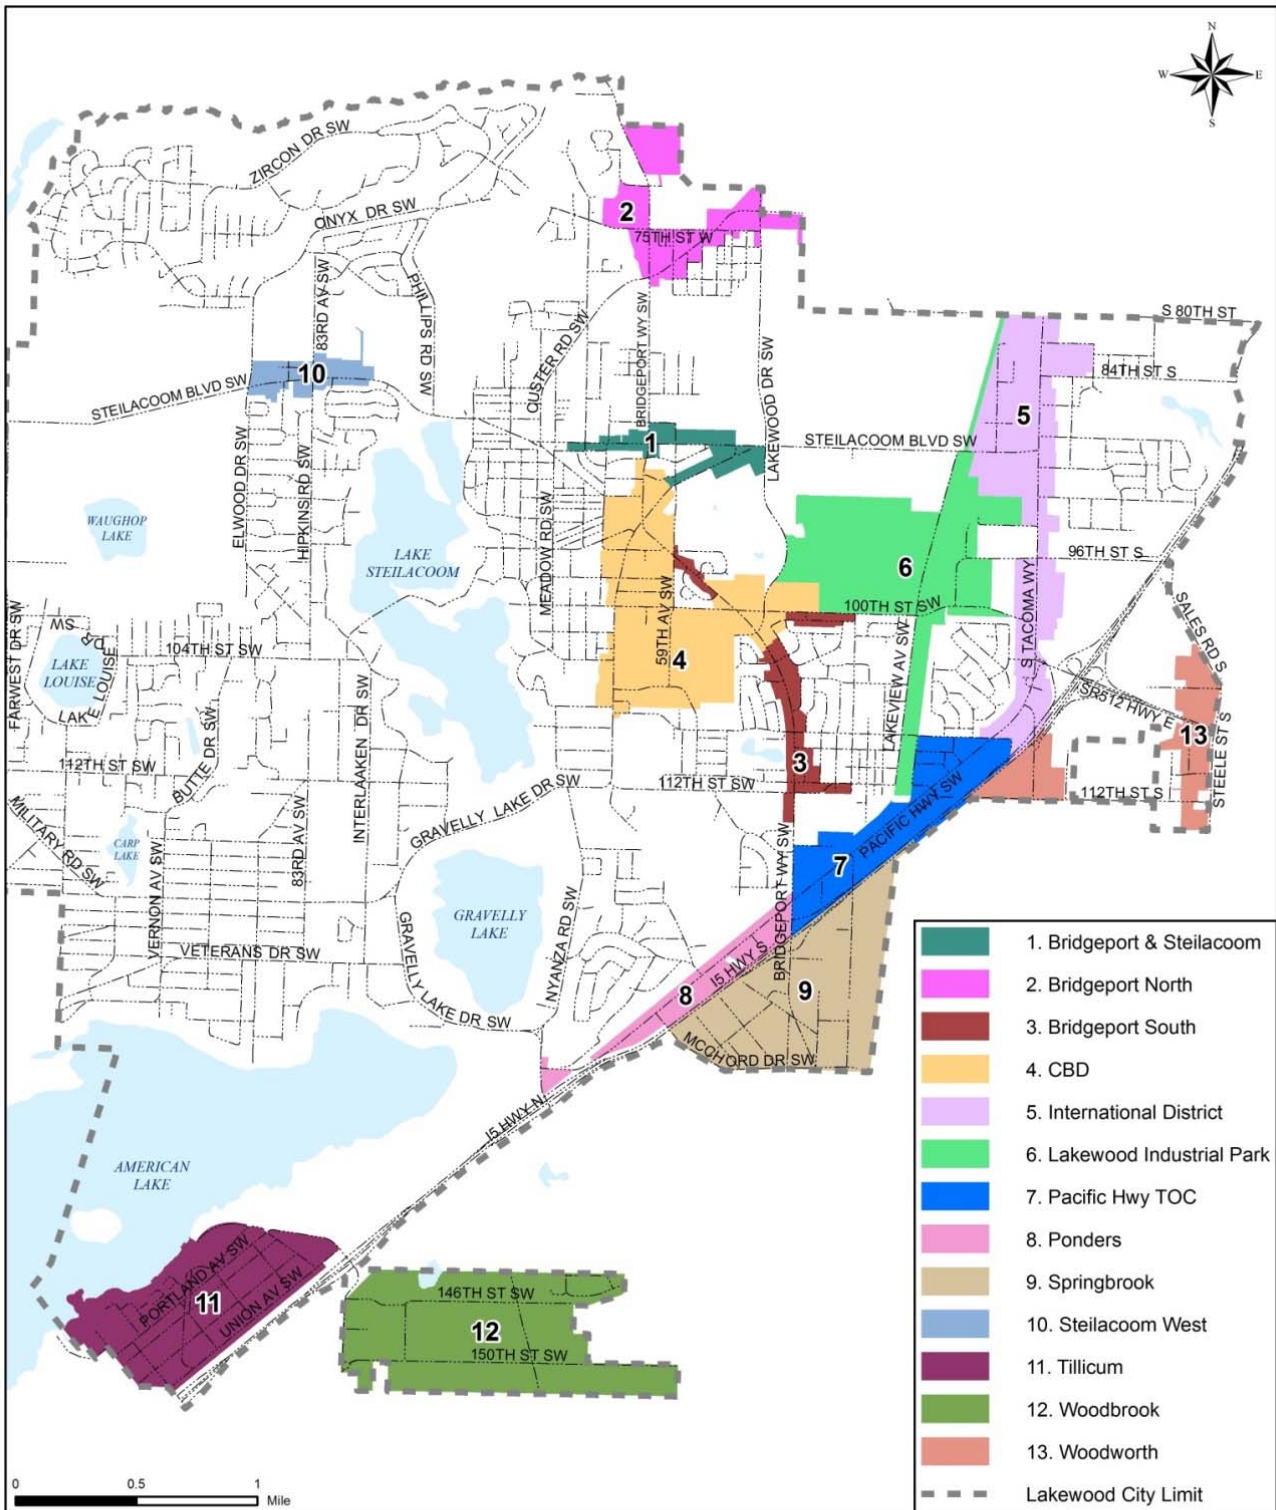 N
W
E
S
ZIRCON DR SW
ONYX DR SW
2
75TH ST W
83RD AV SW
PHILLIPS RD SW
S 80TH ST
CUSTER RD SW
BRIDGEPORT WY SW
LAKEWOOD DR SW
84TH ST S
10
STEILACOOM BLVD SW
5
1
STEILACOOM BLVD SW
ELWOOD DR SW
HIPKINS RD SW
WAUGHOP
LAKE
LAKE
STEILACOOM
MEADOW RD SW
96TH ST S
6
59TH AV SW
100TH ST SW
S TACOMA WY
SALES RD S
FARWEST DR SW
DR SW
LAKE
LOUISE
LAKE LOUISE
104TH ST SW
4
LAKEVIEW AV SW
SR512 HWY E
INTERLAAKEN DR SW
BUTTE DR SW
13
STEELE ST S
112TH ST SW
3
112TH ST SW
112TH ST S
MILITARY RD SW
CARP
LAKE
83RD AV SW
GRAVELLY LAKE DR SW
PACIFIC HWY SW
7
VERNON AV SW
BRIDGEPORT WY SW
GRAVELLY
LAKE
NYANZA RD SW
VETERANS DR SW
GRAVELLY LAKE DR SW
I5 HWY S
8
9
MCCHORD DR SW
I5 HWY N
AMERICAN
LAKE
PORTLAND AV SW
11
UNION AV SW
146TH ST SW
12
150TH ST SW
1. Bridgeport & Steilacoom
2. Bridgeport North
3. Bridgeport South
4. CBD
5. International District
6. Lakewood Industrial Park
7. Pacific Hwy TOC
8. Ponders
9. Springbrook
10. Steilacoom West
11. Tillicum
12. Woodbrook
13. Woodworth
Lakewood City Limit
0
0.5
1
Mile